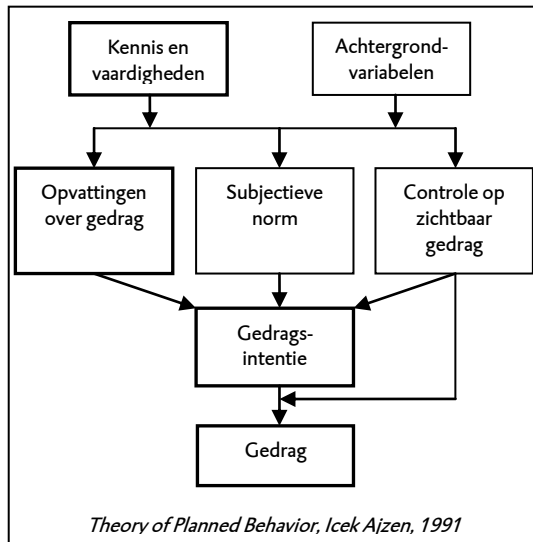 Kennis en
vaardigheden
Achtergrond-
variabelen
Opvattingen
over gedrag
Subjectieve
norm
Controle op
zichtbaar
gedrag
Gedrags-
intentie
Gedrag
Theory of Planned Behavior, Icek Ajzen, 1991